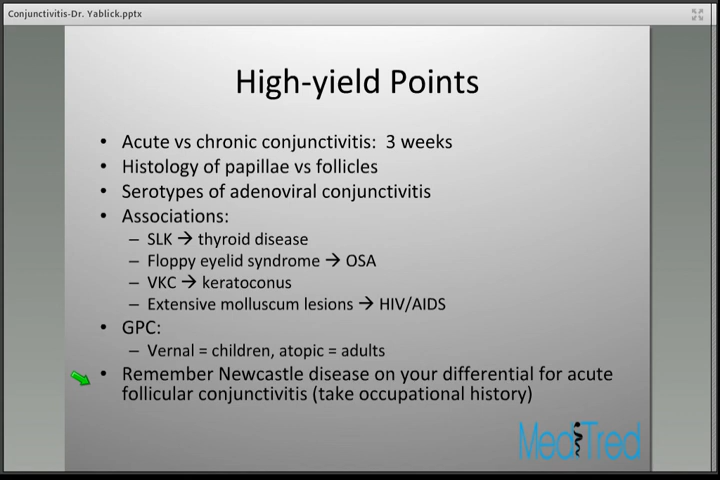 Conjunctivitis-Dr. Yablick.pptx
High-yield Points
• Acute vs chronic conjunctivitis: 3 weeks
• Histology of papillae vs follicles
• Serotypes of adenoviral conjunctivitis
• Associations:
– SLK → thyroid disease
– Floppy eyelid syndrome → OSA
– VKC → keratoconus
– Extensive molluscum lesions → HIV/AIDS
• GPC:
– Vernal = children, atopic = adults
• Remember Newcastle disease on your differential for acute
follicular conjunctivitis (take occupational history)
MediTred